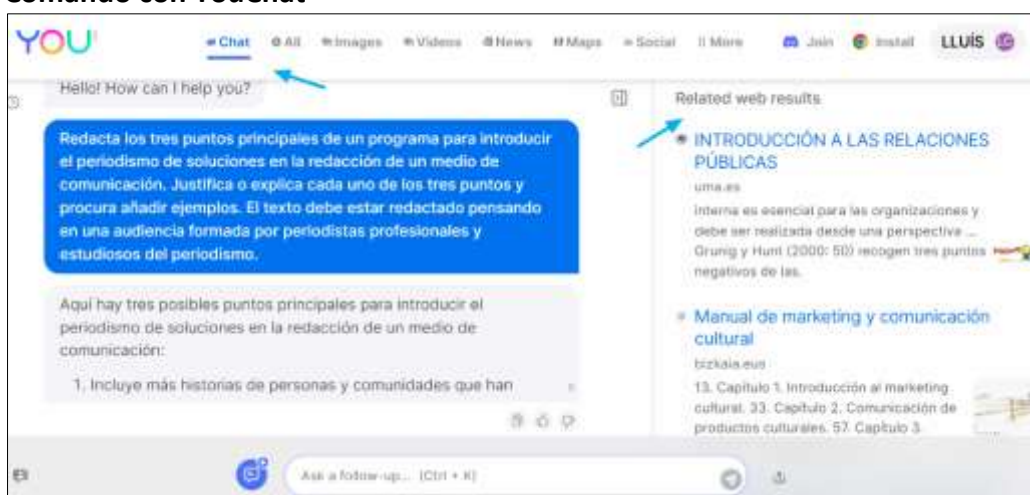 Comando con YouChat
YOU
Chat All Images Videos News Maps Social More Join Install LLUÍS
Hello! How can I help you?
Redacta los tres puntos principales de un programa para introducir
el periodismo de soluciones en la redacción de un medio de
comunicación. Justifica o explica cada uno de los tres puntos y
procura añadir ejemplos. El texto debe estar redactado pensando
en una audiencia formada por periodistas profesionales y
estudiosos del periodismo.
Aquí hay tres posibles puntos principales para introducir el
periodismo de soluciones en la redacción de un medio de
comunicación:
1. Incluye más historias de personas y comunidades que han
Ask a follow-up... (Ctrl + K)
Related web results
INTRODUCCIÓN A LAS RELACIONES
PÚBLICAS
uma.es
interna es esencial para las organizaciones y
debe ser realizada desde una perspectiva ...
Grunig y Hunt (2000: 50) recogen tres puntos
negativos de las.
Manual de marketing y comunicación
cultural
bizkaia.eus
13. Capítulo 1. Introducción al marketing
cultural. 33. Capítulo 2. Comunicación de
productos culturales. 57. Capítulo 3.